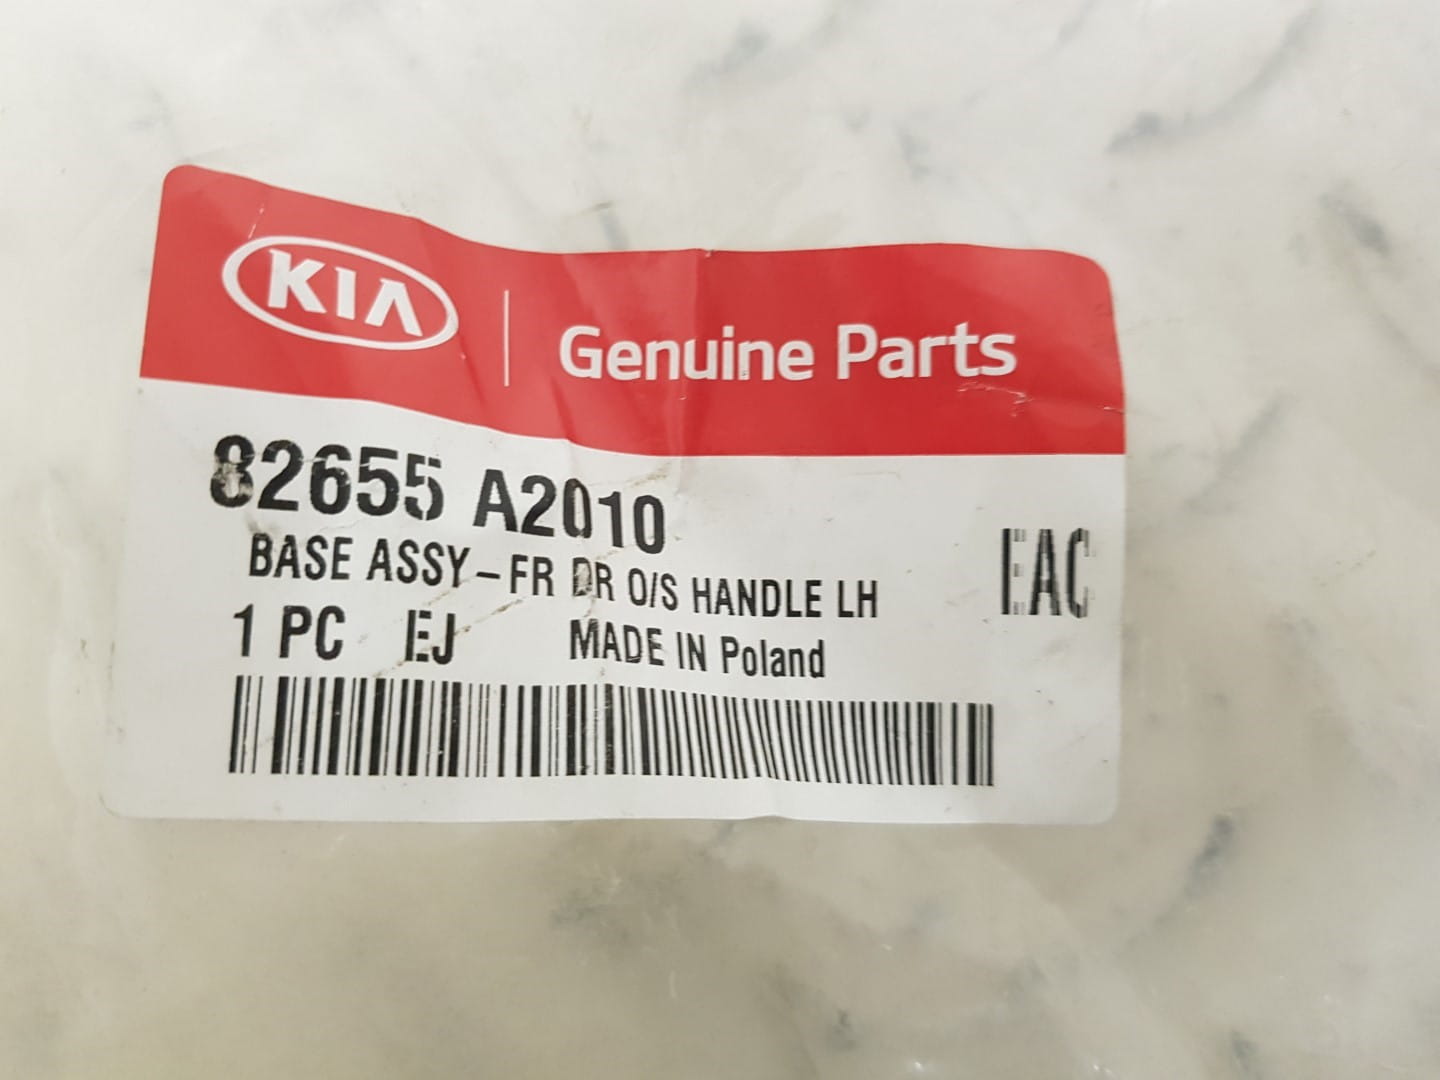 KIA
Genuine Parts
82655 A2010
BASE ASSY-FR DR O/S HANDLE LH
EAC
1 PC EJ MADE IN Poland